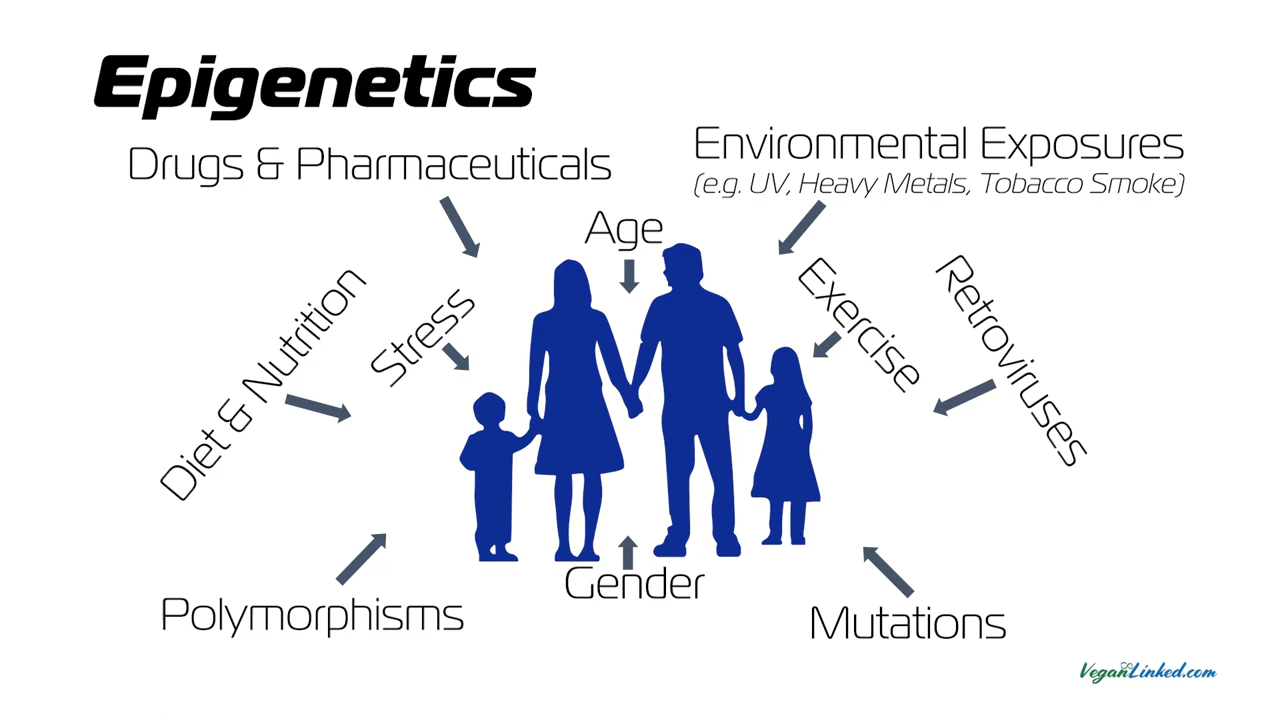 Epigenetics
Drugs & Pharmaceuticals
Environmental Exposures
(e.g. UV, Heavy Metals, Tobacco Smoke)
Age
Diet & Nutrition
Stress
Exercise
Retroviruses
Polymorphisms
Gender
Mutations
VeganLinked.com